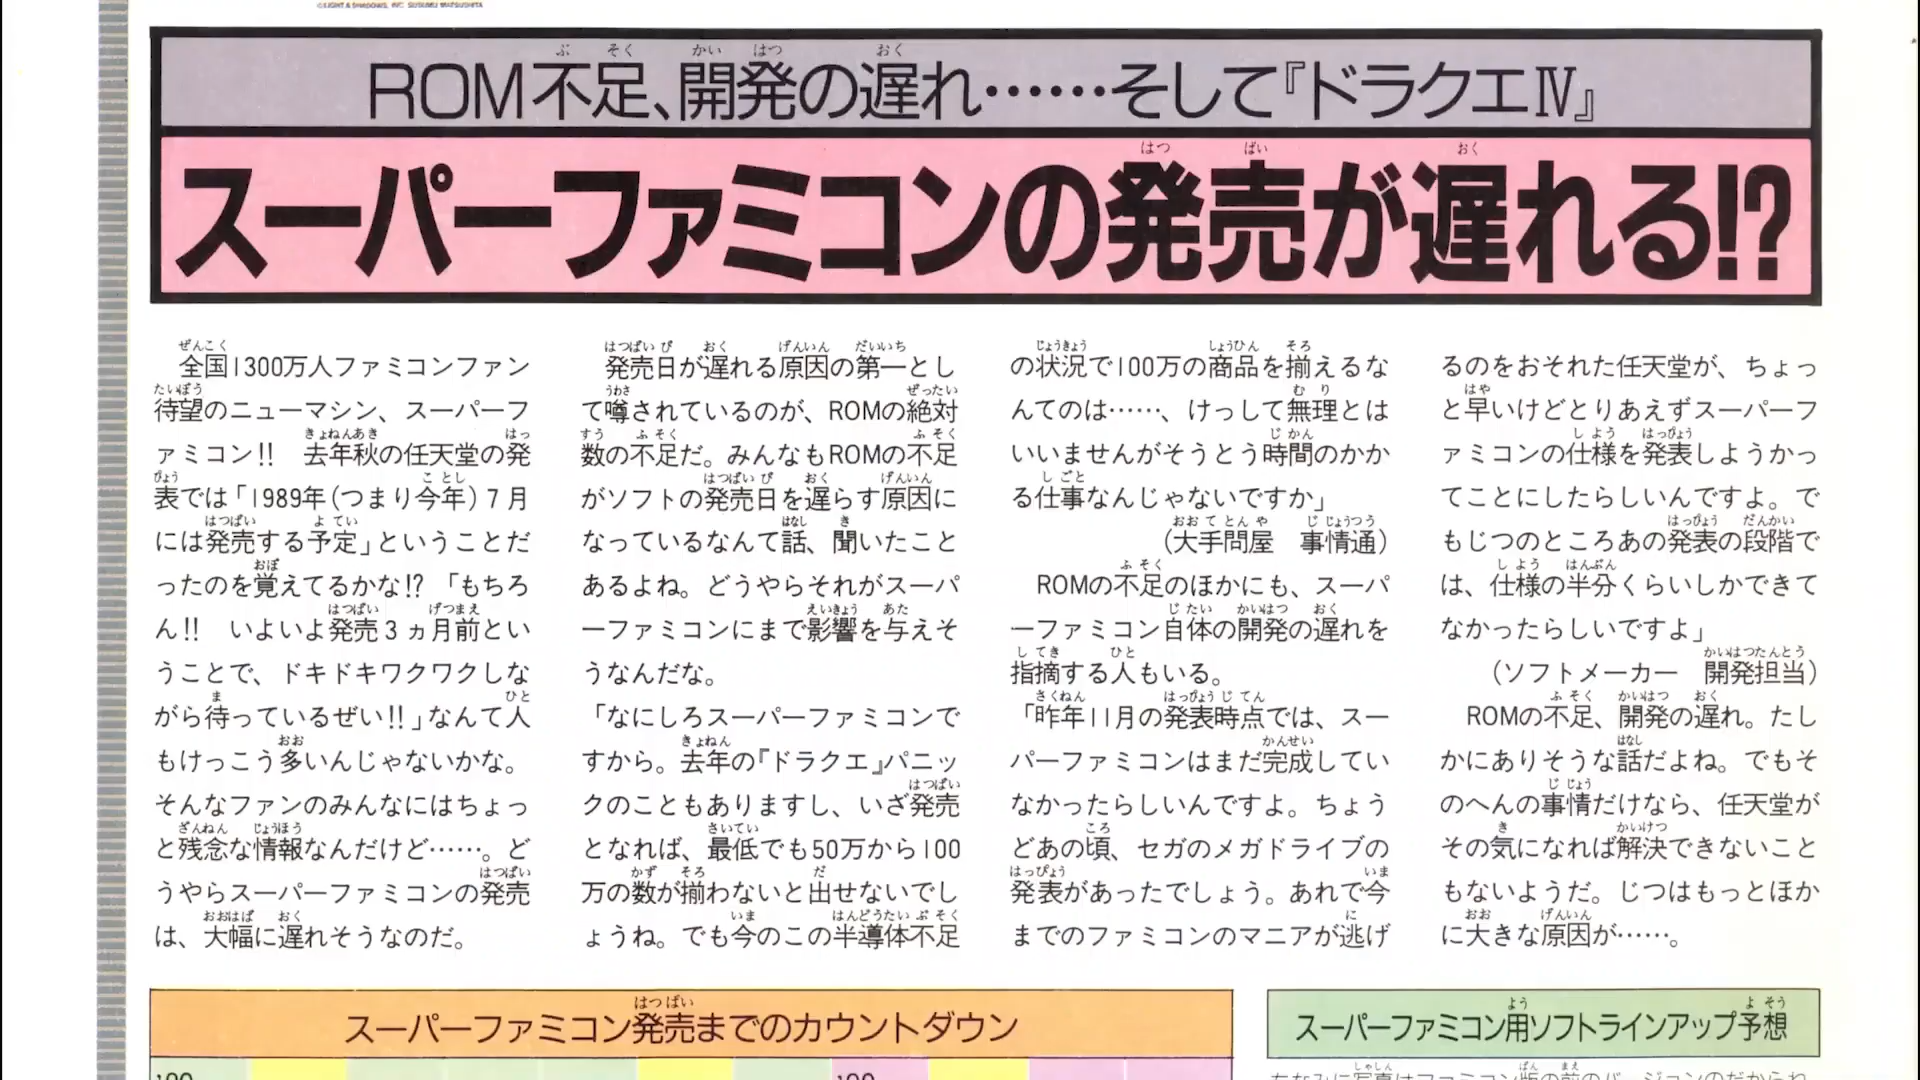 ©LIGHT & SHADOWS, INC. SUSUMU MATSUSHITA
ROM不足、開発の遅れ……そして『ドラクエⅣ』
スーパーファミコンの発売が遅れる!?
全国1300万人ファミコンファン
待望のニューマシン、スーパーフ
ァミコン!! 去年秋の任天堂の発
表では「1989年(つまり今年)7月
には発売する予定」ということだ
ったのを覚えてるかな!? 「もちろ
ん!! いよいよ発売3ヵ月前とい
うことで、ドキドキワクワクしな
がら待っているぜい!!」なんて人
もけっこう多いんじゃないかな。
そんなファンのみんなにはちょっ
と残念な情報なんだけど……。ど
うやらスーパーファミコンの発売
は、大幅に遅れそうなのだ。
発売日が遅れる原因の第一とし
て噂されているのが、ROMの絶対
数の不足だ。みんなもROMの不足
がソフトの発売日を遅らす原因に
なっているなんて話、聞いたこと
あるよね。どうやらそれがスーパ
ーファミコンにまで影響を与えそ
うなんだな。
「なにしろスーパーファミコンで
すから。去年の『ドラクエ』パニッ
クのこともありますし、いざ発売
となれば、最低でも50万から100
万の数が揃わないと出せないでし
ょうね。でも今のこの半導体不足
の状況で100万の商品を揃えるな
んてのは……、けっして無理とは
いいませんがそうとう時間のかか
る仕事なんじゃないですか」
(大手問屋 事情通)
ROMの不足のほかにも、スーパ
ーファミコン自体の開発の遅れを
指摘する人もいる。
「昨年11月の発表時点では、スー
パーファミコンはまだ完成してい
なかったらしいんですよ。ちょう
どあの頃、セガのメガドライブの
発表があったでしょう。あれで今
までのファミコンのマニアが逃げ
るのをおそれた任天堂が、ちょっ
と早いけどとりあえずスーパーフ
ァミコンの仕様を発表しようかっ
てことにしたらしいんですよ。で
もじつのところあの発表の段階で
は、仕様の半分くらいしかできて
なかったらしいですよ」
(ソフトメーカー 開発担当)
ROMの不足、開発の遅れ。たし
かにありそうな話だよね。でもそ
のへんの事情だけなら、任天堂が
その気になれば解決できないこと
もないようだ。じつはもっとほか
に大きな原因が……。
スーパーファミコン発売までのカウントダウン
スーパーファミコン用ソフトラインアップ予想